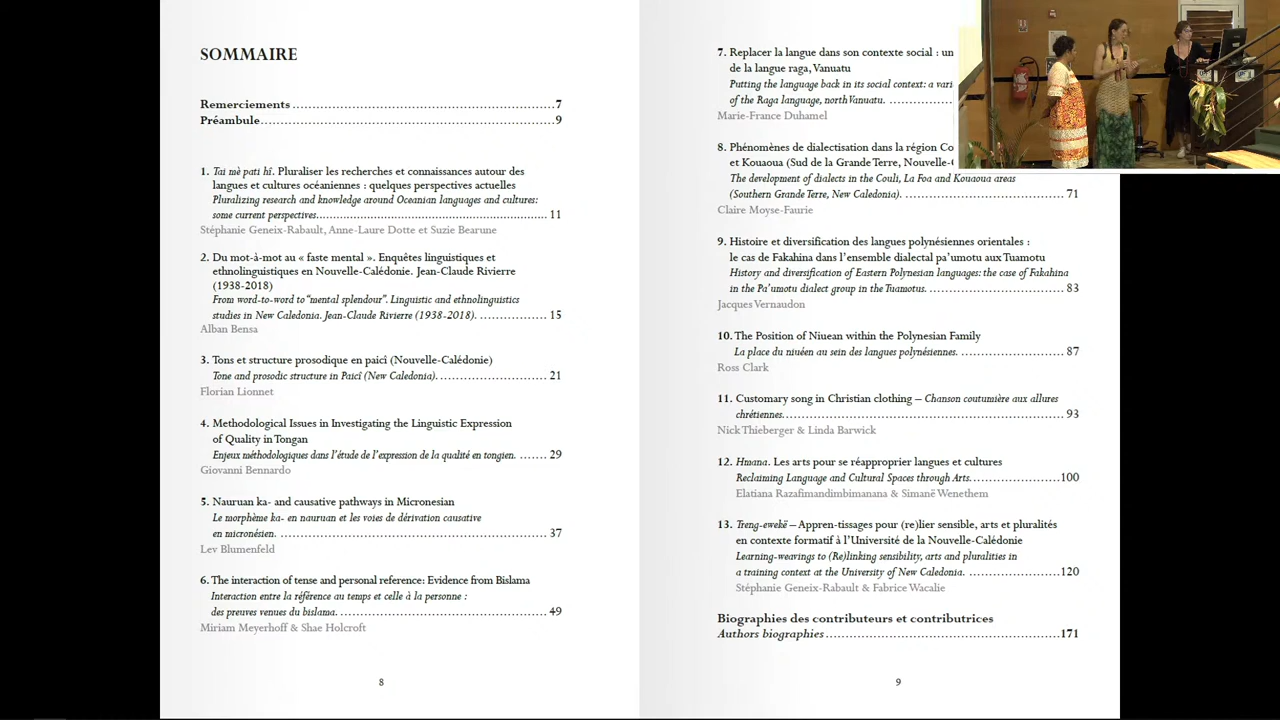 SOMMAIRE
Remerciements ........ 7
Préambule........ 9
1. Tai mè pati hî. Pluraliser les recherches et connaissances autour des
langues et cultures océaniennes : quelques perspectives actuelles
Pluralizing research and knowledge around Oceanian languages and cultures:
some current perspectives........ 11
Stéphanie Geneix-Rabault, Anne-Laure Dotte et Suzie Bearune
2. Du mot-à-mot au « faste mental ». Enquêtes linguistiques et
ethnolinguistiques en Nouvelle-Calédonie. Jean-Claude Rivierre
(1938-2018)
From word-to-word to “mental splendour”. Linguistic and ethnolinguistics
studies in New Caledonia. Jean-Claude Rivierre (1938-2018). ........ 15
Alban Bensa
3. Tons et structure prosodique en paicî (Nouvelle-Calédonie)
Tone and prosodic structure in Paicî (New Caledonia). ........ 21
Florian Lionnet
4. Methodological Issues in Investigating the Linguistic Expression
of Quality in Tongan
Enjeux méthodologiques dans l’étude de l’expression de la qualité en tongien. ....... 29
Giovanni Bennardo
5. Nauruan ka- and causative pathways in Micronesian
Le morphème ka- en nauruan et les voies de dérivation causative
en micronésien. ........ 37
Lev Blumenfeld
6. The interaction of tense and personal reference: Evidence from Bislama
Interaction entre la référence au temps et celle à la personne :
des preuves venues du bislama. ........ 49
Miriam Meyerhoff & Shae Holcroft
8
7. Replacer la langue dans son contexte social : un
de la langue raga, Vanuatu
Putting the language back in its social context: a vari
of the Raga language, north Vanuatu. ........
Marie-France Duhamel
8. Phénomènes de dialectisation dans la région Co
et Kouaoua (Sud de la Grande Terre, Nouvelle-
The development of dialects in the Couli, La Foa and Kouaoua areas
(Southern Grande Terre, New Caledonia). ........ 71
Claire Moyse-Faurie
9. Histoire et diversification des langues polynésiennes orientales :
le cas de Fakahina dans l’ensemble dialectal pa’umotu aux Tuamotu
History and diversification of Eastern Polynesian languages: the case of Fakahina
in the Pa’umotu dialect group in the Tuamotus. ........ 83
Jacques Vernaudon
10. The Position of Niuean within the Polynesian Family
La place du niuéen au sein des langues polynésiennes. ........ 87
Ross Clark
11. Customary song in Christian clothing – Chanson coutumière aux allures
chrétiennes........ 93
Nick Thieberger & Linda Barwick
12. Hmana. Les arts pour se réapproprier langues et cultures
Reclaiming Language and Cultural Spaces through Arts........ 100
Elatiana Razafimandimbimanana & Simanë Wenethem
13. Treng-ewekë – Appren-tissages pour (re)lier sensible, arts et pluralités
en contexte formatif à l’Université de la Nouvelle-Calédonie
Learning-weavings to (Re)linking sensibility, arts and pluralities in
a training context at the University of New Caledonia. ........ 120
Stéphanie Geneix-Rabault & Fabrice Wacalie
Biographies des contributeurs et contributrices
Authors biographies ........ 171
9